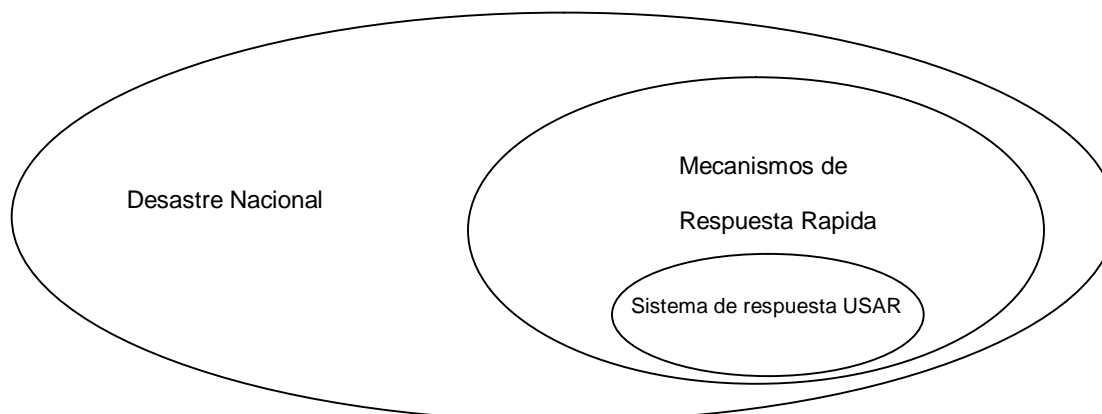 Desastre Nacional
Mecanismos de
Respuesta Rapida
Sistema de respuesta USAR